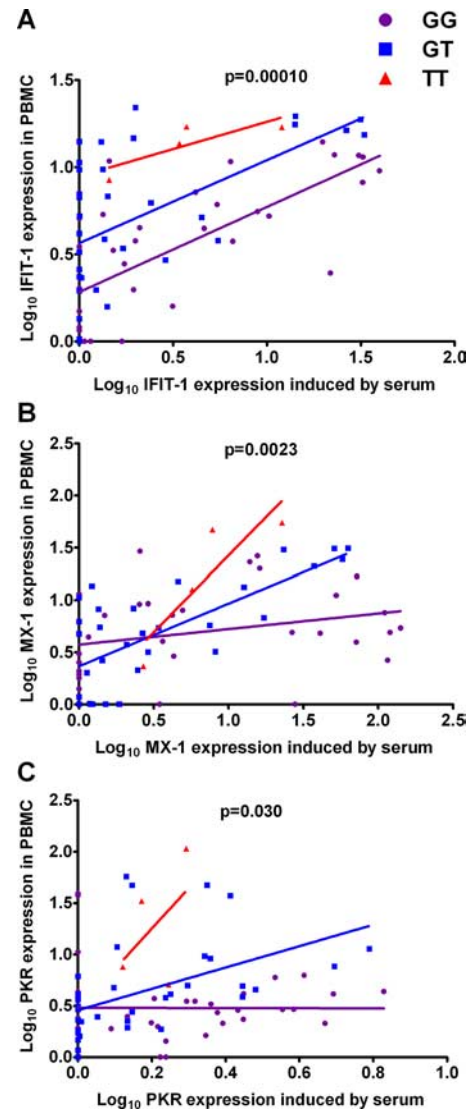 A
GG
GT
TT
p=0.00010
1.5
1.0
0.5
0.0
0.0 0.5 1.0 1.5 2.0
Log10 IFIT-1 expression in PBMC
Log10 IFIT-1 expression induced by serum
B
p=0.0023
2.5
2.0
1.5
1.0
0.5
0.0
0.0 0.5 1.0 1.5 2.0 2.5
Log10 MX-1 expression in PBMC
Log10 MX-1 expression induced by serum
C
p=0.030
2.5
2.0
1.5
1.0
0.5
0.0
0.0 0.2 0.4 0.6 0.8 1.0
Log10 PKR expression in PBMC
Log10 PKR expression induced by serum